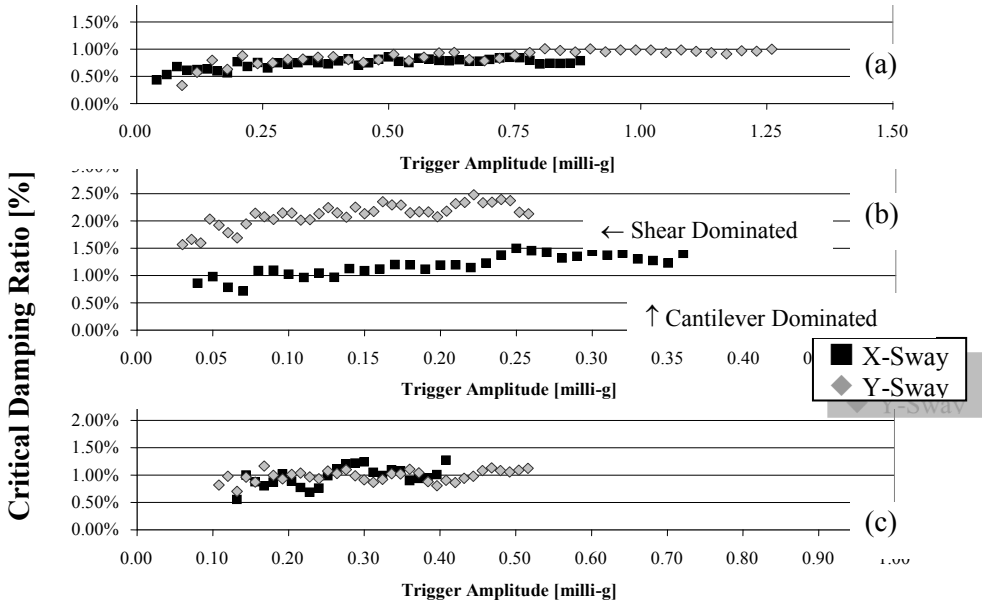 Critical Damping Ratio [%]
1.50%
1.00%
0.50%
0.00%
0.00 0.25 0.50 0.75 1.00 1.25 1.50
(a)
Trigger Amplitude [milli-g]
2.50%
2.00%
1.50%
1.00%
0.50%
0.00%
(b)
← Shear Dominated
↑ Cantilever Dominated
0.00 0.05 0.10 0.15 0.20 0.25 0.30 0.35 0.40
Trigger Amplitude [milli-g]
X-Sway
Y-Sway
Y-Sway
2.00%
1.50%
1.00%
0.50%
0.00%
(c)
0.10 0.20 0.30 0.40 0.50 0.60 0.70 0.80 0.90 1.00
Trigger Amplitude [milli-g]